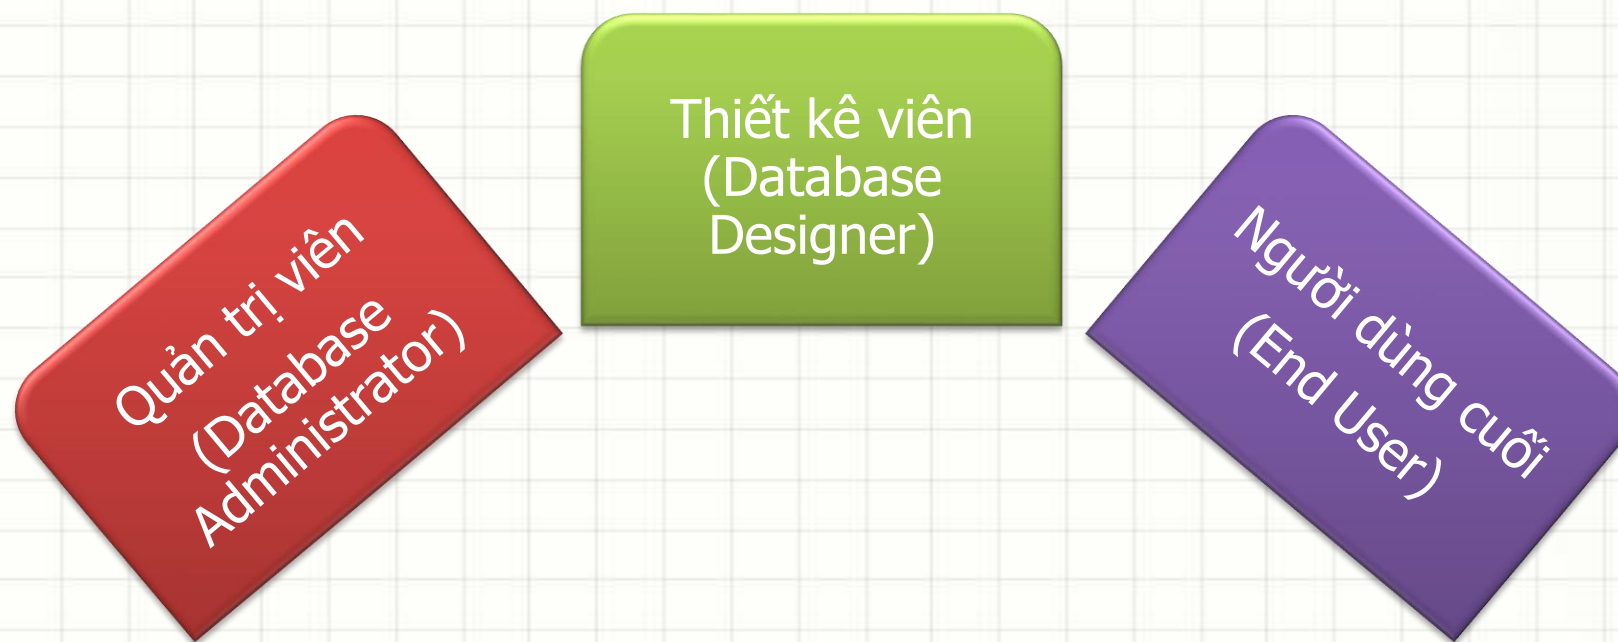 Quản trị viên
(Database
Administrator)
Thiết kê viên
(Database
Designer)
Người dùng cuối
(End User)